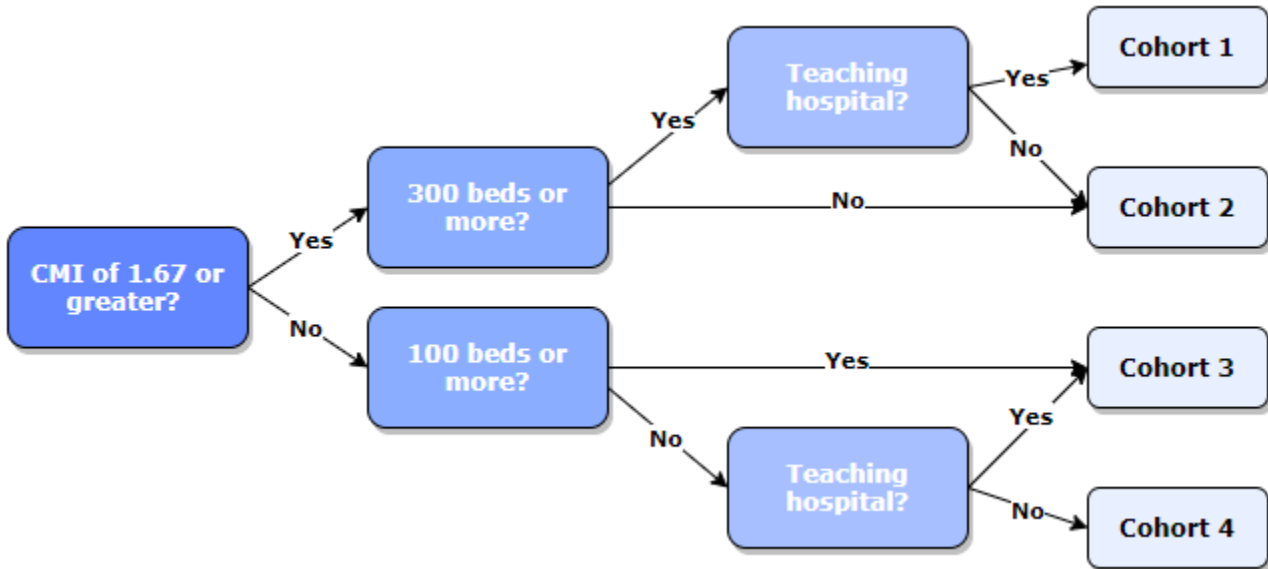 CMI of 1.67 or
greater?
Yes
No
300 beds or
more?
Yes
No
100 beds or
more?
Yes
No
Teaching
hospital?
Yes
No
Teaching
hospital?
Yes
No
Cohort 1
Cohort 2
Cohort 3
Cohort 4